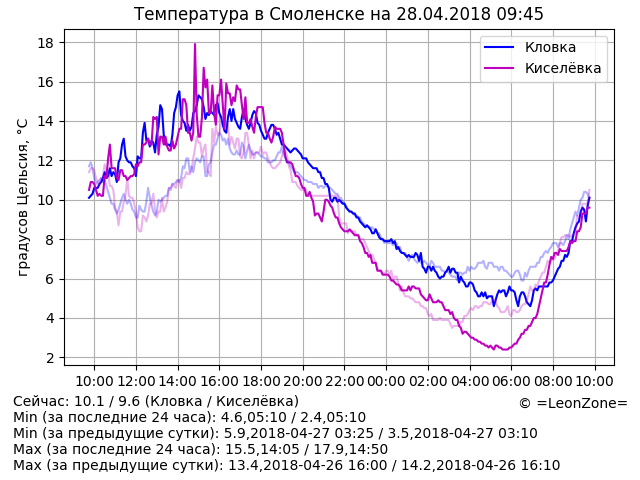 Температура в Смоленске на 28.04.2018 09:45
Кловка
Киселёвка
градусов Цельсия, °C
18
16
14
12
10
8
6
4
2
10:00 12:00 14:00 16:00 18:00 20:00 22:00 00:00 02:00 04:00 06:00 08:00 10:00
Сейчас: 10.1 / 9.6 (Кловка / Киселёвка)
© =LeonZone=
Min (за последние 24 часа): 4.6,05:10 / 2.4,05:10
Min (за предыдущие сутки): 5.9,2018-04-27 03:25 / 3.5,2018-04-27 03:10
Max (за последние 24 часа): 15.5,14:05 / 17.9,14:50
Max (за предыдущие сутки): 13.4,2018-04-26 16:00 / 14.2,2018-04-26 16:10